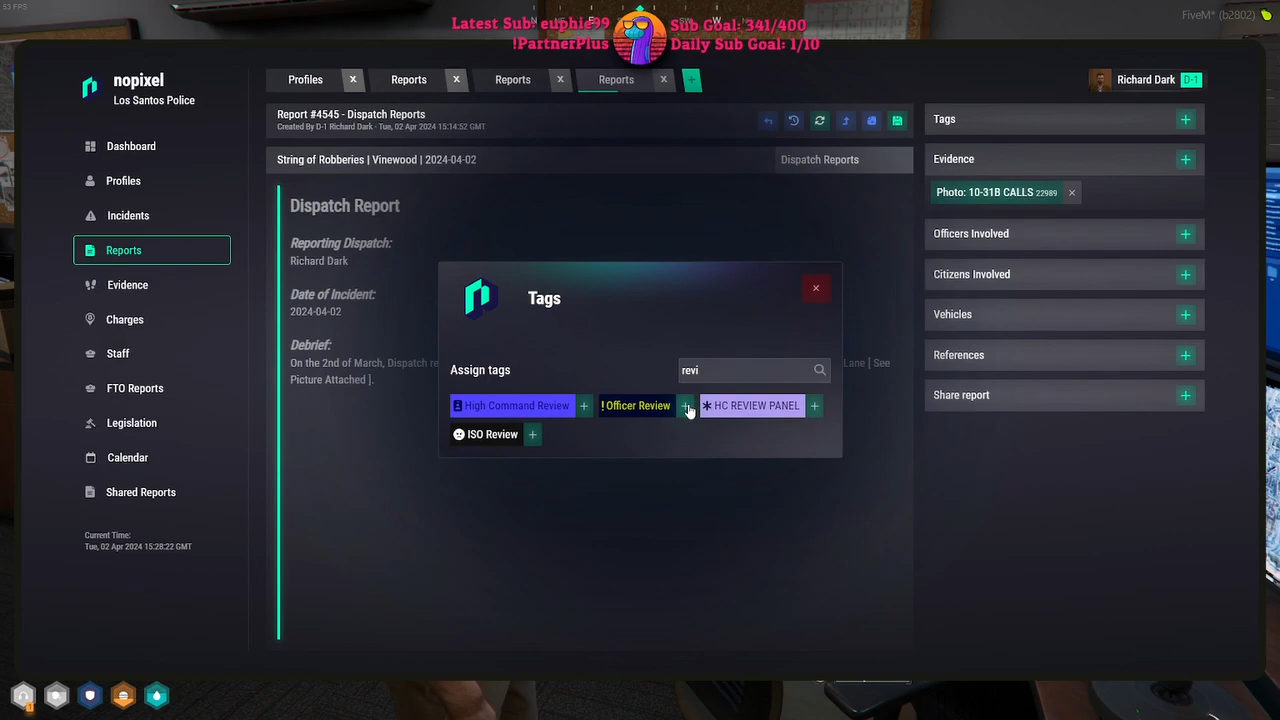 53 FPS
N
W
FiveM* (b2802)
Latest Sub: euphie99
Sub Goal: 341/400
!PartnerPlus
Daily Sub Goal: 1/10
nopixel
Los Santos Police
Profiles
Reports
Reports
Reports
Richard Dark D-1
Report #4545 - Dispatch Reports
Created By D-1 Richard Dark - Tue, 02 Apr 2024 15:14:52 GMT
String of Robberies | Vinewood | 2024-04-02
Dispatch Reports
Dashboard
Profiles
Incidents
Reports
Evidence
Charges
Staff
FTO Reports
Legislation
Calendar
Shared Reports
Current Time:
Tue, 02 Apr 2024 15:28:22 GMT
Dispatch Report
Reporting Dispatch:
Richard Dark
Date of Incident:
2024-04-02
Debrief:
On the 2nd of March, Dispatch re
Lane [ See
Picture Attached ].
Tags
Assign tags
revi
High Command Review
! Officer Review
HC REVIEW PANEL
ISO Review
Tags
Evidence
Photo: 10-31B CALLS 22989
Officers Involved
Citizens Involved
Vehicles
References
Share report
1